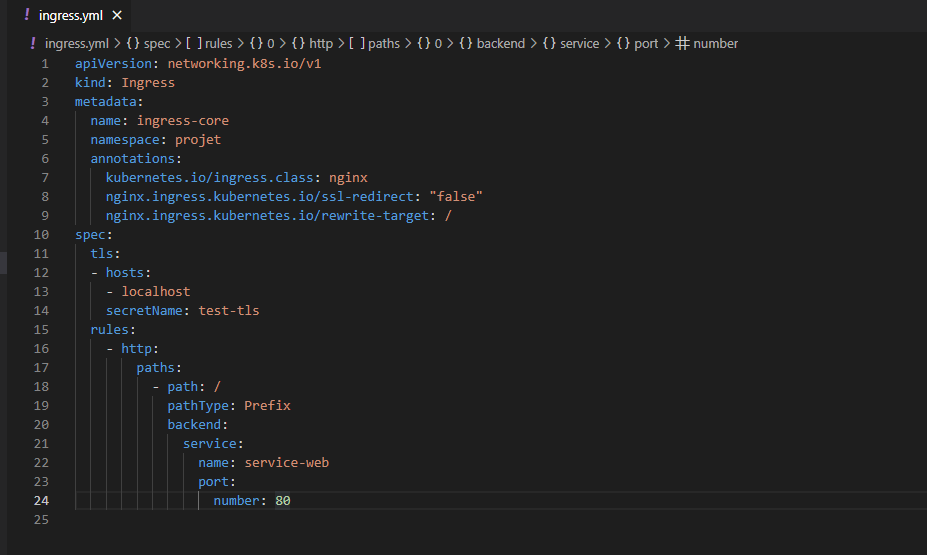 ! ingress.yml ×
! ingress.yml > {} spec > [ ] rules > {} 0 > {} http > [ ] paths > {} 0 > {} backend > {} service > {} port > # number
1 apiVersion: networking.k8s.io/v1
2 kind: Ingress
3 metadata:
4   name: ingress-core
5   namespace: projet
6   annotations:
7     kubernetes.io/ingress.class: nginx
8     nginx.ingress.kubernetes.io/ssl-redirect: "false"
9     nginx.ingress.kubernetes.io/rewrite-target: /
10 spec:
11   tls:
12   - hosts:
13     - localhost
14     secretName: test-tls
15   rules:
16     - http:
17         paths:
18           - path: /
19             pathType: Prefix
20             backend:
21               service:
22                 name: service-web
23                 port:
24                   number: 80
25